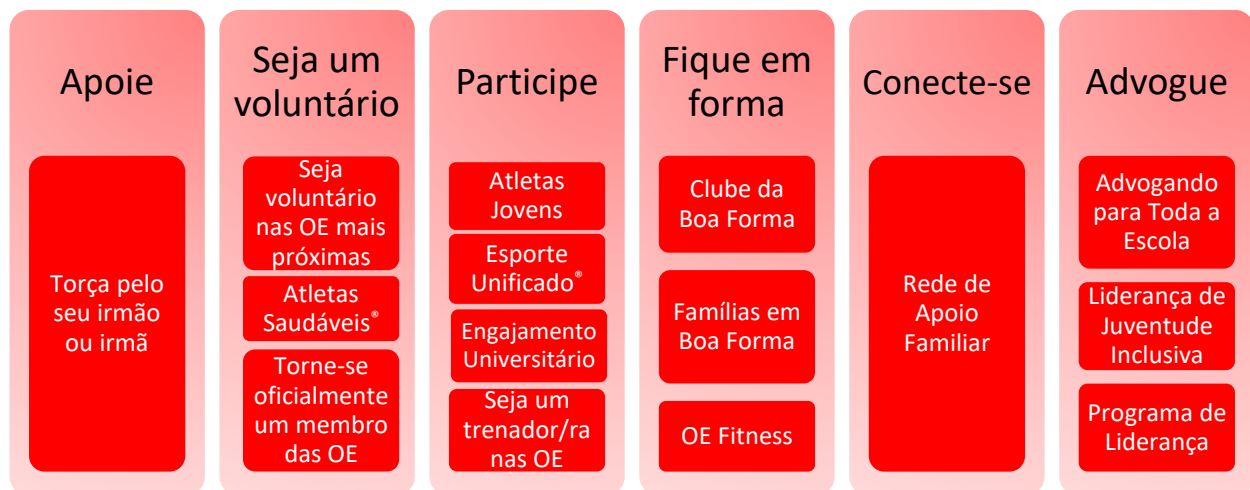 Apoie
Torça pelo
seu irmão
ou irmã
Seja um
voluntário
Seja
voluntário
nas OE mais
próximas
Atletas
Saudáveis®
Torne-se
oficialmente
um membro
das OE
Participe
Atletas
Jovens
Esporte
Unificado®
Engajamento
Universitário
Seja um
trenador/ra
nas OE
Fique em
forma
Clube da
Boa Forma
Famílias em
Boa Forma
OE Fitness
Conecte-se
Rede de
Apoio
Familiar
Advogue
Advogando
para Toda a
Escola
Liderança de
Juventude
Inclusiva
Programa de
Liderança